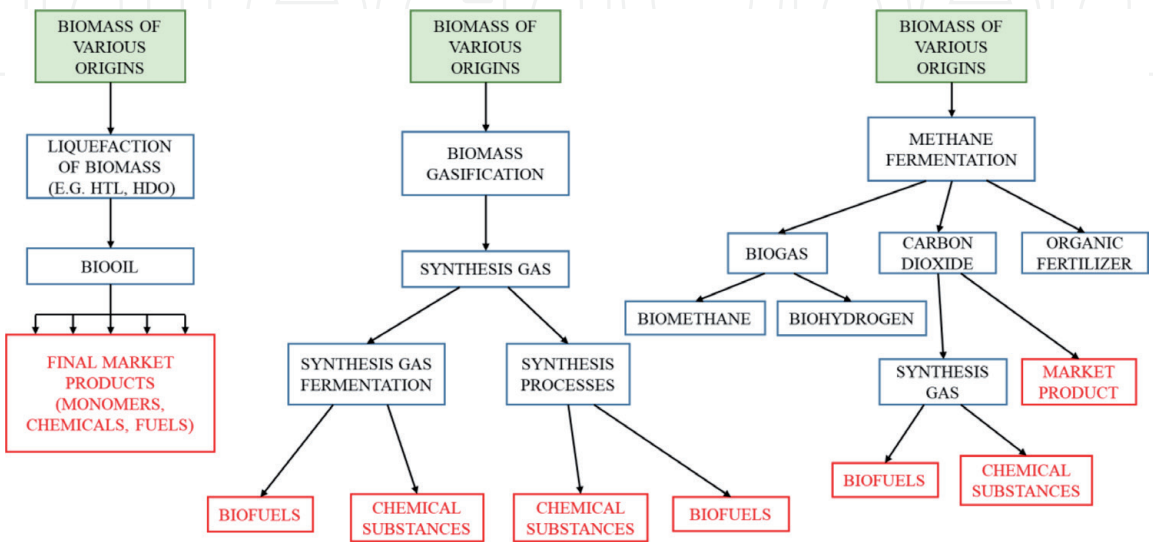 BIOMASS OF
VARIOUS
ORIGINS
LIQUEFACTION
OF BIOMASS
(E.G. HTL, HDO)
BIOOIL
FINAL MARKET
PRODUCTS
(MONOMERS,
CHEMICALS, FUELS)
BIOMASS OF
VARIOUS
ORIGINS
BIOMASS
GASIFICATION
SYNTHESIS GAS
SYNTHESIS GAS
FERMENTATION
SYNTHESIS
PROCESSES
BIOFUELS
CHEMICAL
SUBSTANCES
CHEMICAL
SUBSTANCES
BIOFUELS
BIOMASS OF
VARIOUS
ORIGINS
METHANE
FERMENTATION
BIOGAS
CARBON
DIOXIDE
ORGANIC
FERTILIZER
BIOMETHANE
BIOHYDROGEN
SYNTHESIS
GAS
MARKET
PRODUCT
BIOFUELS
CHEMICAL
SUBSTANCES